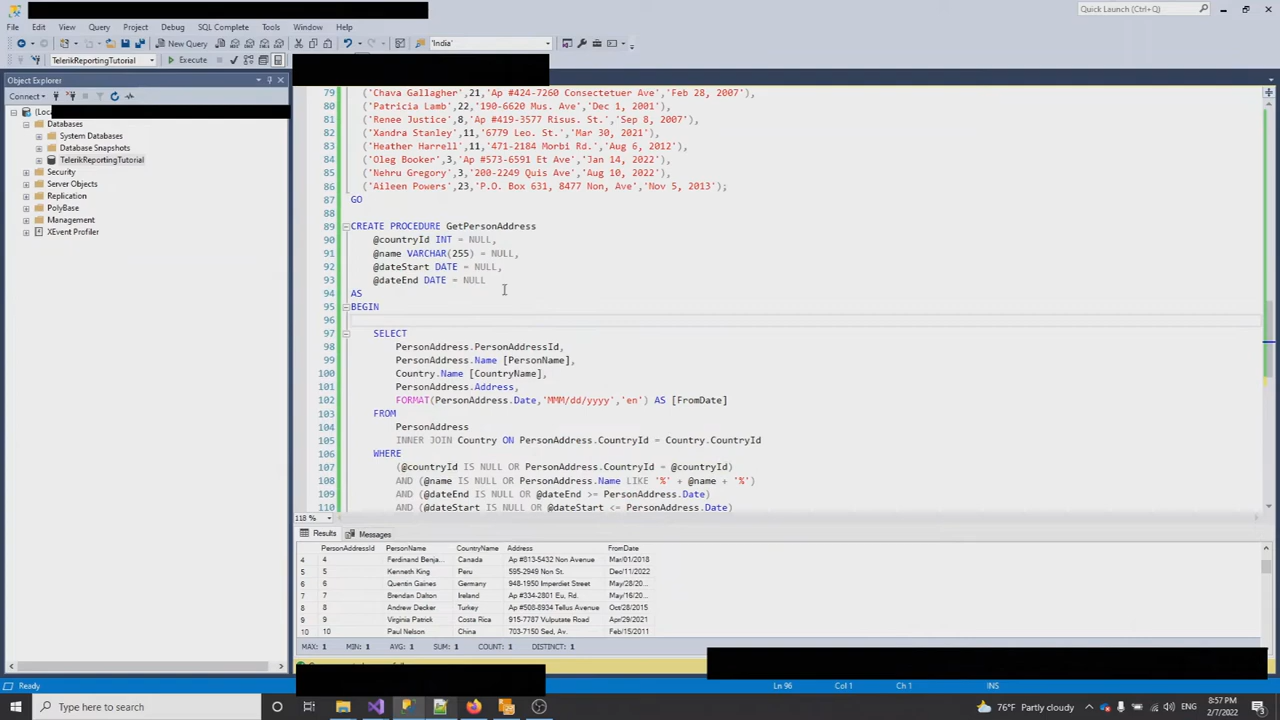 Quick Launch (Ctrl+Q)
File Edit View Query Project Debug SQL Complete Tools Window Help
New Query 'India'
TelerikReportingTutorial Execute
Object Explorer
Connect
(Loca
Databases
System Databases
Database Snapshots
TelerikReportingTutorial
Security
Server Objects
Replication
PolyBase
Management
XEvent Profiler
79 ('Chava Gallagher',21,'Ap #424-7260 Consectetuer Ave','Feb 28, 2007'),
80 ('Patricia Lamb',22,'190-6620 Mus. Ave','Dec 1, 2001'),
81 ('Renee Justice',8,'Ap #419-3577 Risus. St.','Sep 8, 2007'),
82 ('Xandra Stanley',11,'6779 Leo. St.','Mar 30, 2021'),
83 ('Heather Harrell',11,'471-2184 Morbi Rd.','Aug 6, 2012'),
84 ('Oleg Booker',3,'Ap #573-6591 Et Ave','Jan 14, 2022'),
85 ('Nehru Gregory',3,'200-2249 Quis Ave','Aug 10, 2022'),
86 ('Aileen Powers',23,'P.O. Box 631, 8477 Non, Ave','Nov 5, 2013');
87 GO
88
89 CREATE PROCEDURE GetPersonAddress
90 @countryId INT = NULL,
91 @name VARCHAR(255) = NULL,
92 @dateStart DATE = NULL,
93 @dateEnd DATE = NULL
94 AS
95 BEGIN
96
97 SELECT
98 PersonAddress.PersonAddressId,
99 PersonAddress.Name [PersonName],
100 Country.Name [CountryName],
101 PersonAddress.Address,
102 FORMAT(PersonAddress.Date,'MMM/dd/yyyy','en') AS [FromDate]
103 FROM
104 PersonAddress
105 INNER JOIN Country ON PersonAddress.CountryId = Country.CountryId
106 WHERE
107 (@countryId IS NULL OR PersonAddress.CountryId = @countryId)
108 AND (@name IS NULL OR PersonAddress.Name LIKE '%' + @name + '%')
109 AND (@dateEnd IS NULL OR @dateEnd >= PersonAddress.Date)
110 AND (@dateStart IS NULL OR @dateStart <= PersonAddress.Date)
118 %
Results Messages
PersonAddressId PersonName CountryName Address FromDate
4 4 Ferdinand Benja... Canada Ap #813-5432 Non Avenue Mar/01/2018
5 5 Kenneth King Peru 595-2949 Non St. Dec/11/2022
6 6 Quentin Gaines Germany 948-1950 Imperdiet Street May/28/20...
7 7 Brendan Dalton Ireland Ap #334-2801 Eu, Rd. May/16/20...
8 8 Andrew Decker Turkey Ap #508-8934 Tellus Avenue Oct/28/2015
9 9 Virginia Patrick Costa Rica 915-7787 Vulputate Road Apr/29/2021
10 10 Paul Nelson China 703-7150 Sed, Av. Feb/15/2011
MAX: 1 MIN: 1 AVG: 1 SUM: 1 COUNT: 1 DISTINCT: 1
Ready Ln 96 Col 1 Ch 1 INS
Type here to search 76°F Partly cloudy ENG 8:57 PM
2/7/2022